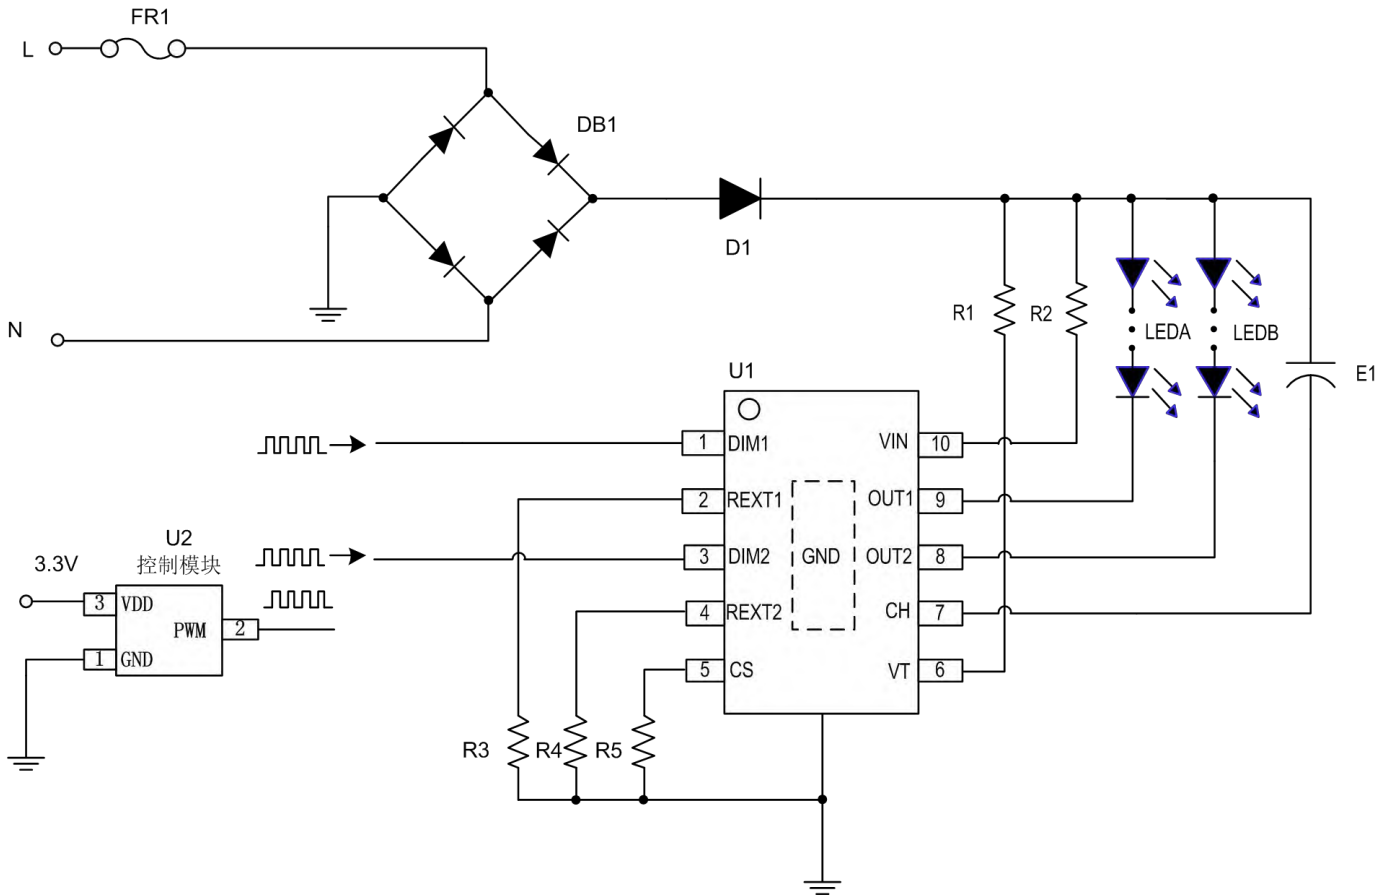 FR1
L
DB1
D1
N
R1
R2
LEDA
LEDB
E1
U1
1
DIM1
VIN
10
2
REXT1
OUT1
9
U2
控制模块
3.3V
3
DIM2
GND
OUT2
8
3
VDD
4
REXT2
CH
7
PWM
2
1
GND
5
CS
VT
6
R3
R4
R5